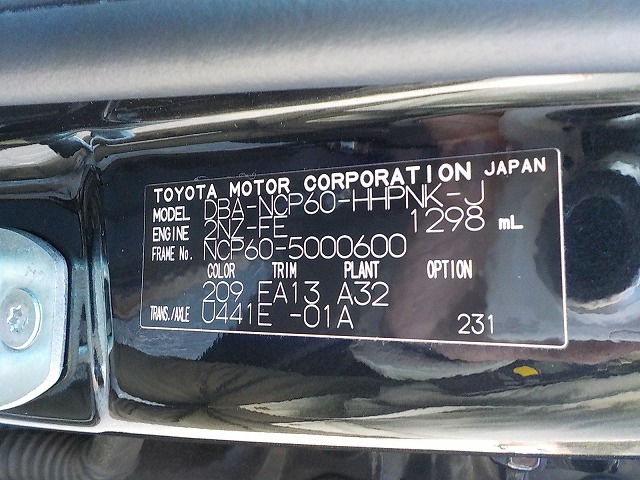 TOYOTA MOTOR CORPORATION JAPAN
MODEL DBA-NCP60-HHPNK-J
ENGINE 2NZ-FE 1298 mL
FRAME No. NCP60-5000600
COLOR TRIM PLANT OPTION
209 EA13 A32
TRANS./AXLE U441E -01A 231